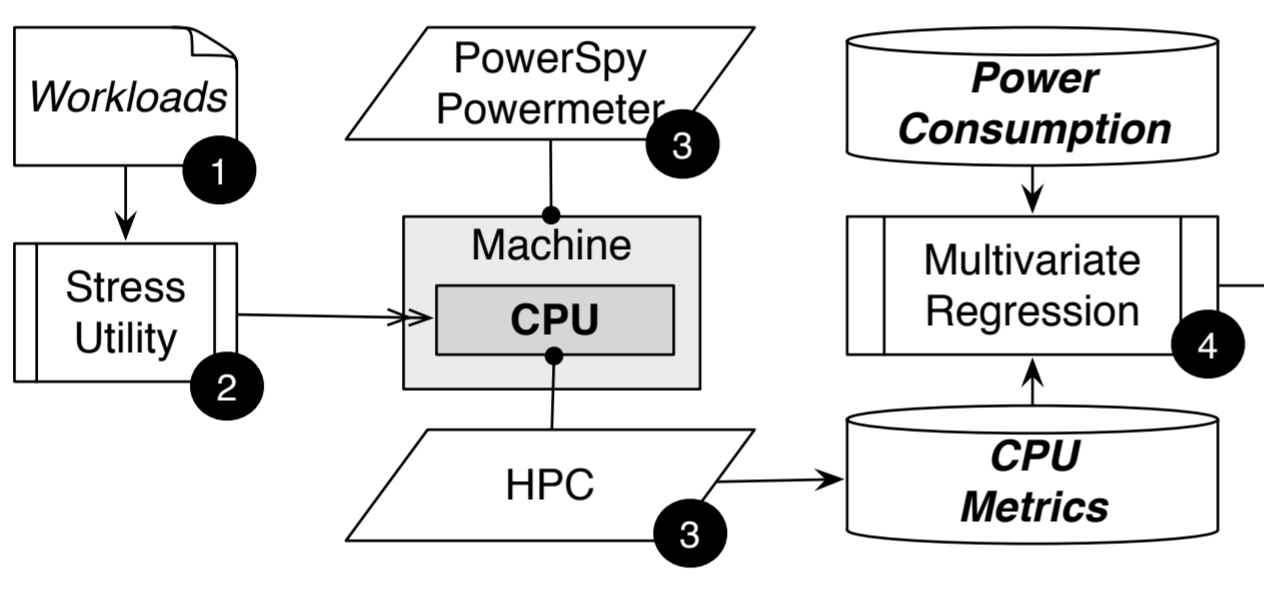 Workloads
1
Stress
Utility
2
PowerSpy
Powermeter
3
Machine
CPU
HPC
3
Power
Consumption
Multivariate
Regression
4
CPU
Metrics